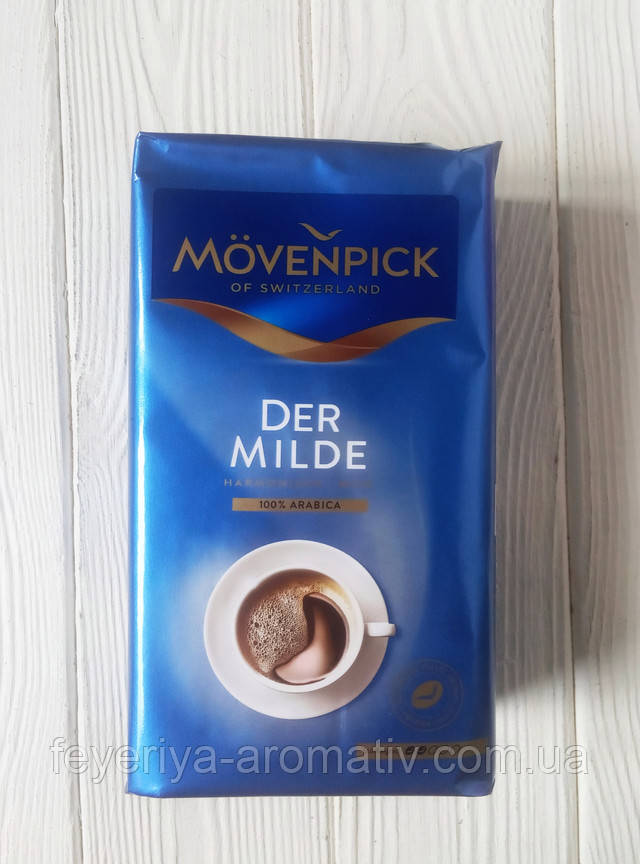 MÖVENPICK
OF SWITZERLAND
DER
MILDE
100% ARABICA
feyeriya-aromativ.com.ua